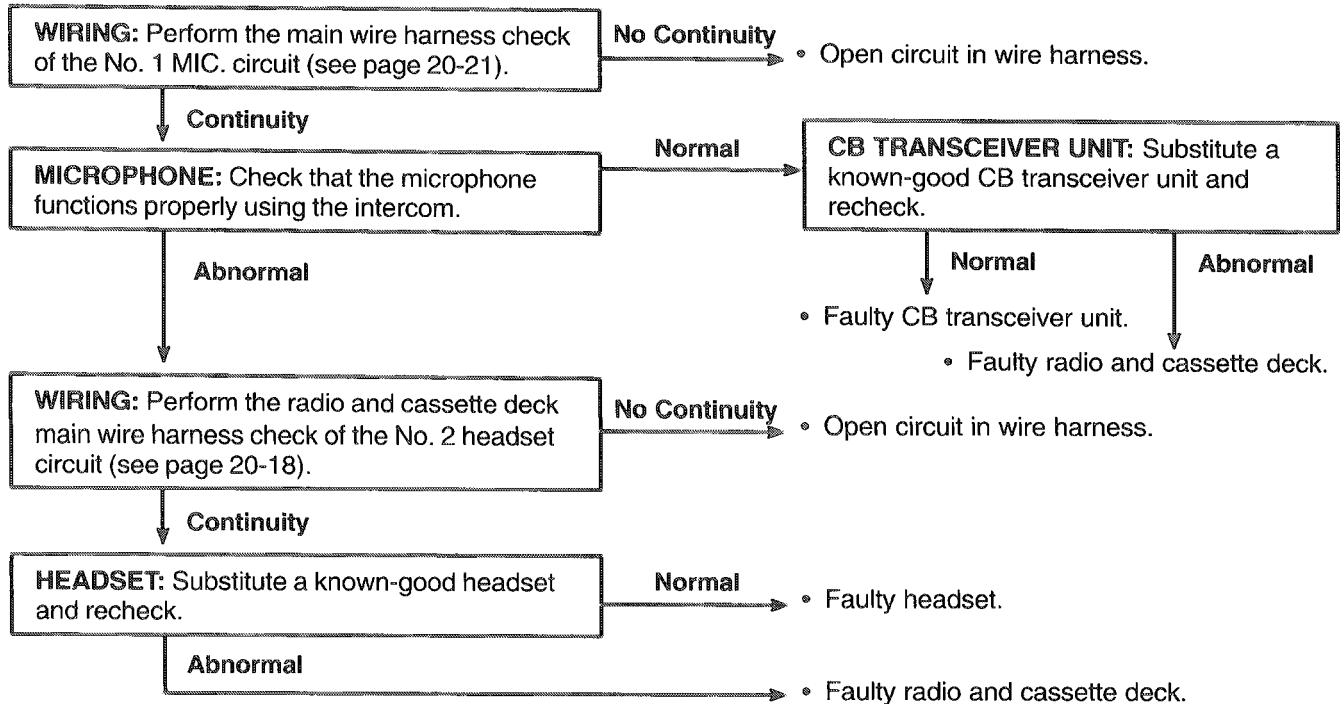 WIRING: Perform the main wire harness check
of the No. 1 MIC. circuit (see page 20-21).
No Continuity
• Open circuit in wire harness.
Continuity
MICROPHONE: Check that the microphone
functions properly using the intercom.
Normal
CB TRANSCEIVER UNIT: Substitute a
known-good CB transceiver unit and
recheck.
Abnormal
Normal
Abnormal
• Faulty CB transceiver unit.
• Faulty radio and cassette deck.
WIRING: Perform the radio and cassette deck
main wire harness check of the No. 2 headset
circuit (see page 20-18).
No Continuity
• Open circuit in wire harness.
Continuity
HEADSET: Substitute a known-good headset
and recheck.
Normal
• Faulty headset.
Abnormal
• Faulty radio and cassette deck.